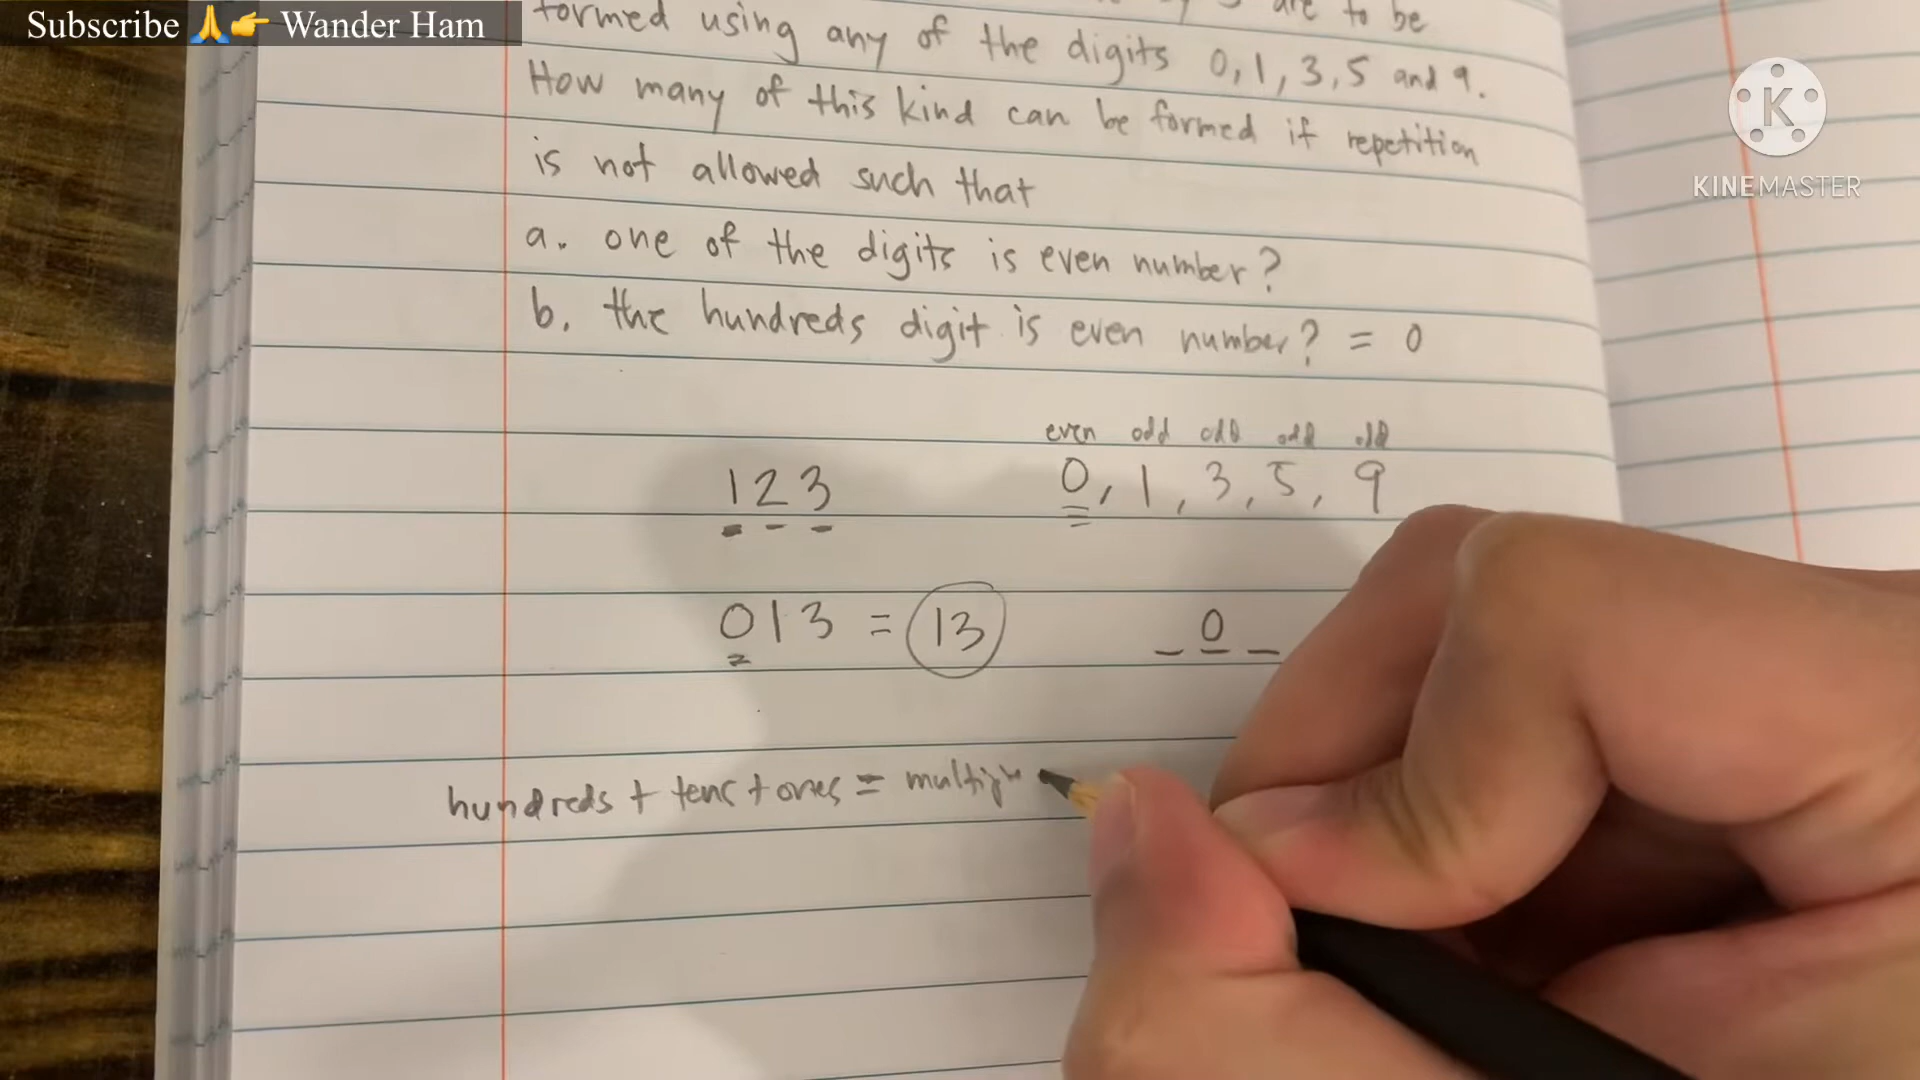 Subscribe 🙏👉 Wander Ham
are to be
formed using any of the digits 0, 1, 3, 5 and 9.
How many of this kind can be formed if repetition
is not allowed such that
a. one of the digits is even number?
b. the hundreds digit is even number? = 0
even odd odd odd odd
123 0, 1, 3, 5, 9
013 = 13 _ 0 _
hundreds + tens + ones =
KINEMASTER